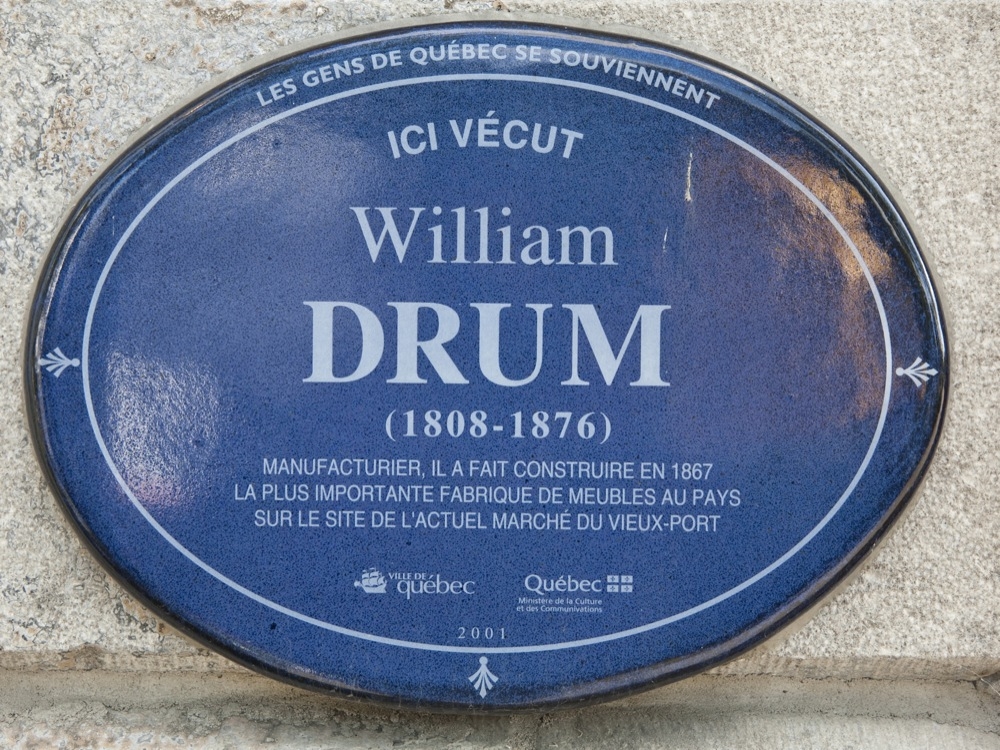 LES GENS DE QUÉBEC SE SOUVIENNENT
ICI VÉCUT
William
DRUM
(1808-1876)
MANUFACTURIER, IL A FAIT CONSTRUIRE EN 1867
LA PLUS IMPORTANTE FABRIQUE DE MEUBLES AU PAYS
SUR LE SITE DE L'ACTUEL MARCHÉ DU VIEUX-PORT
VILLE DE
québec
Québec
Ministère de la Culture
et des Communications
2001